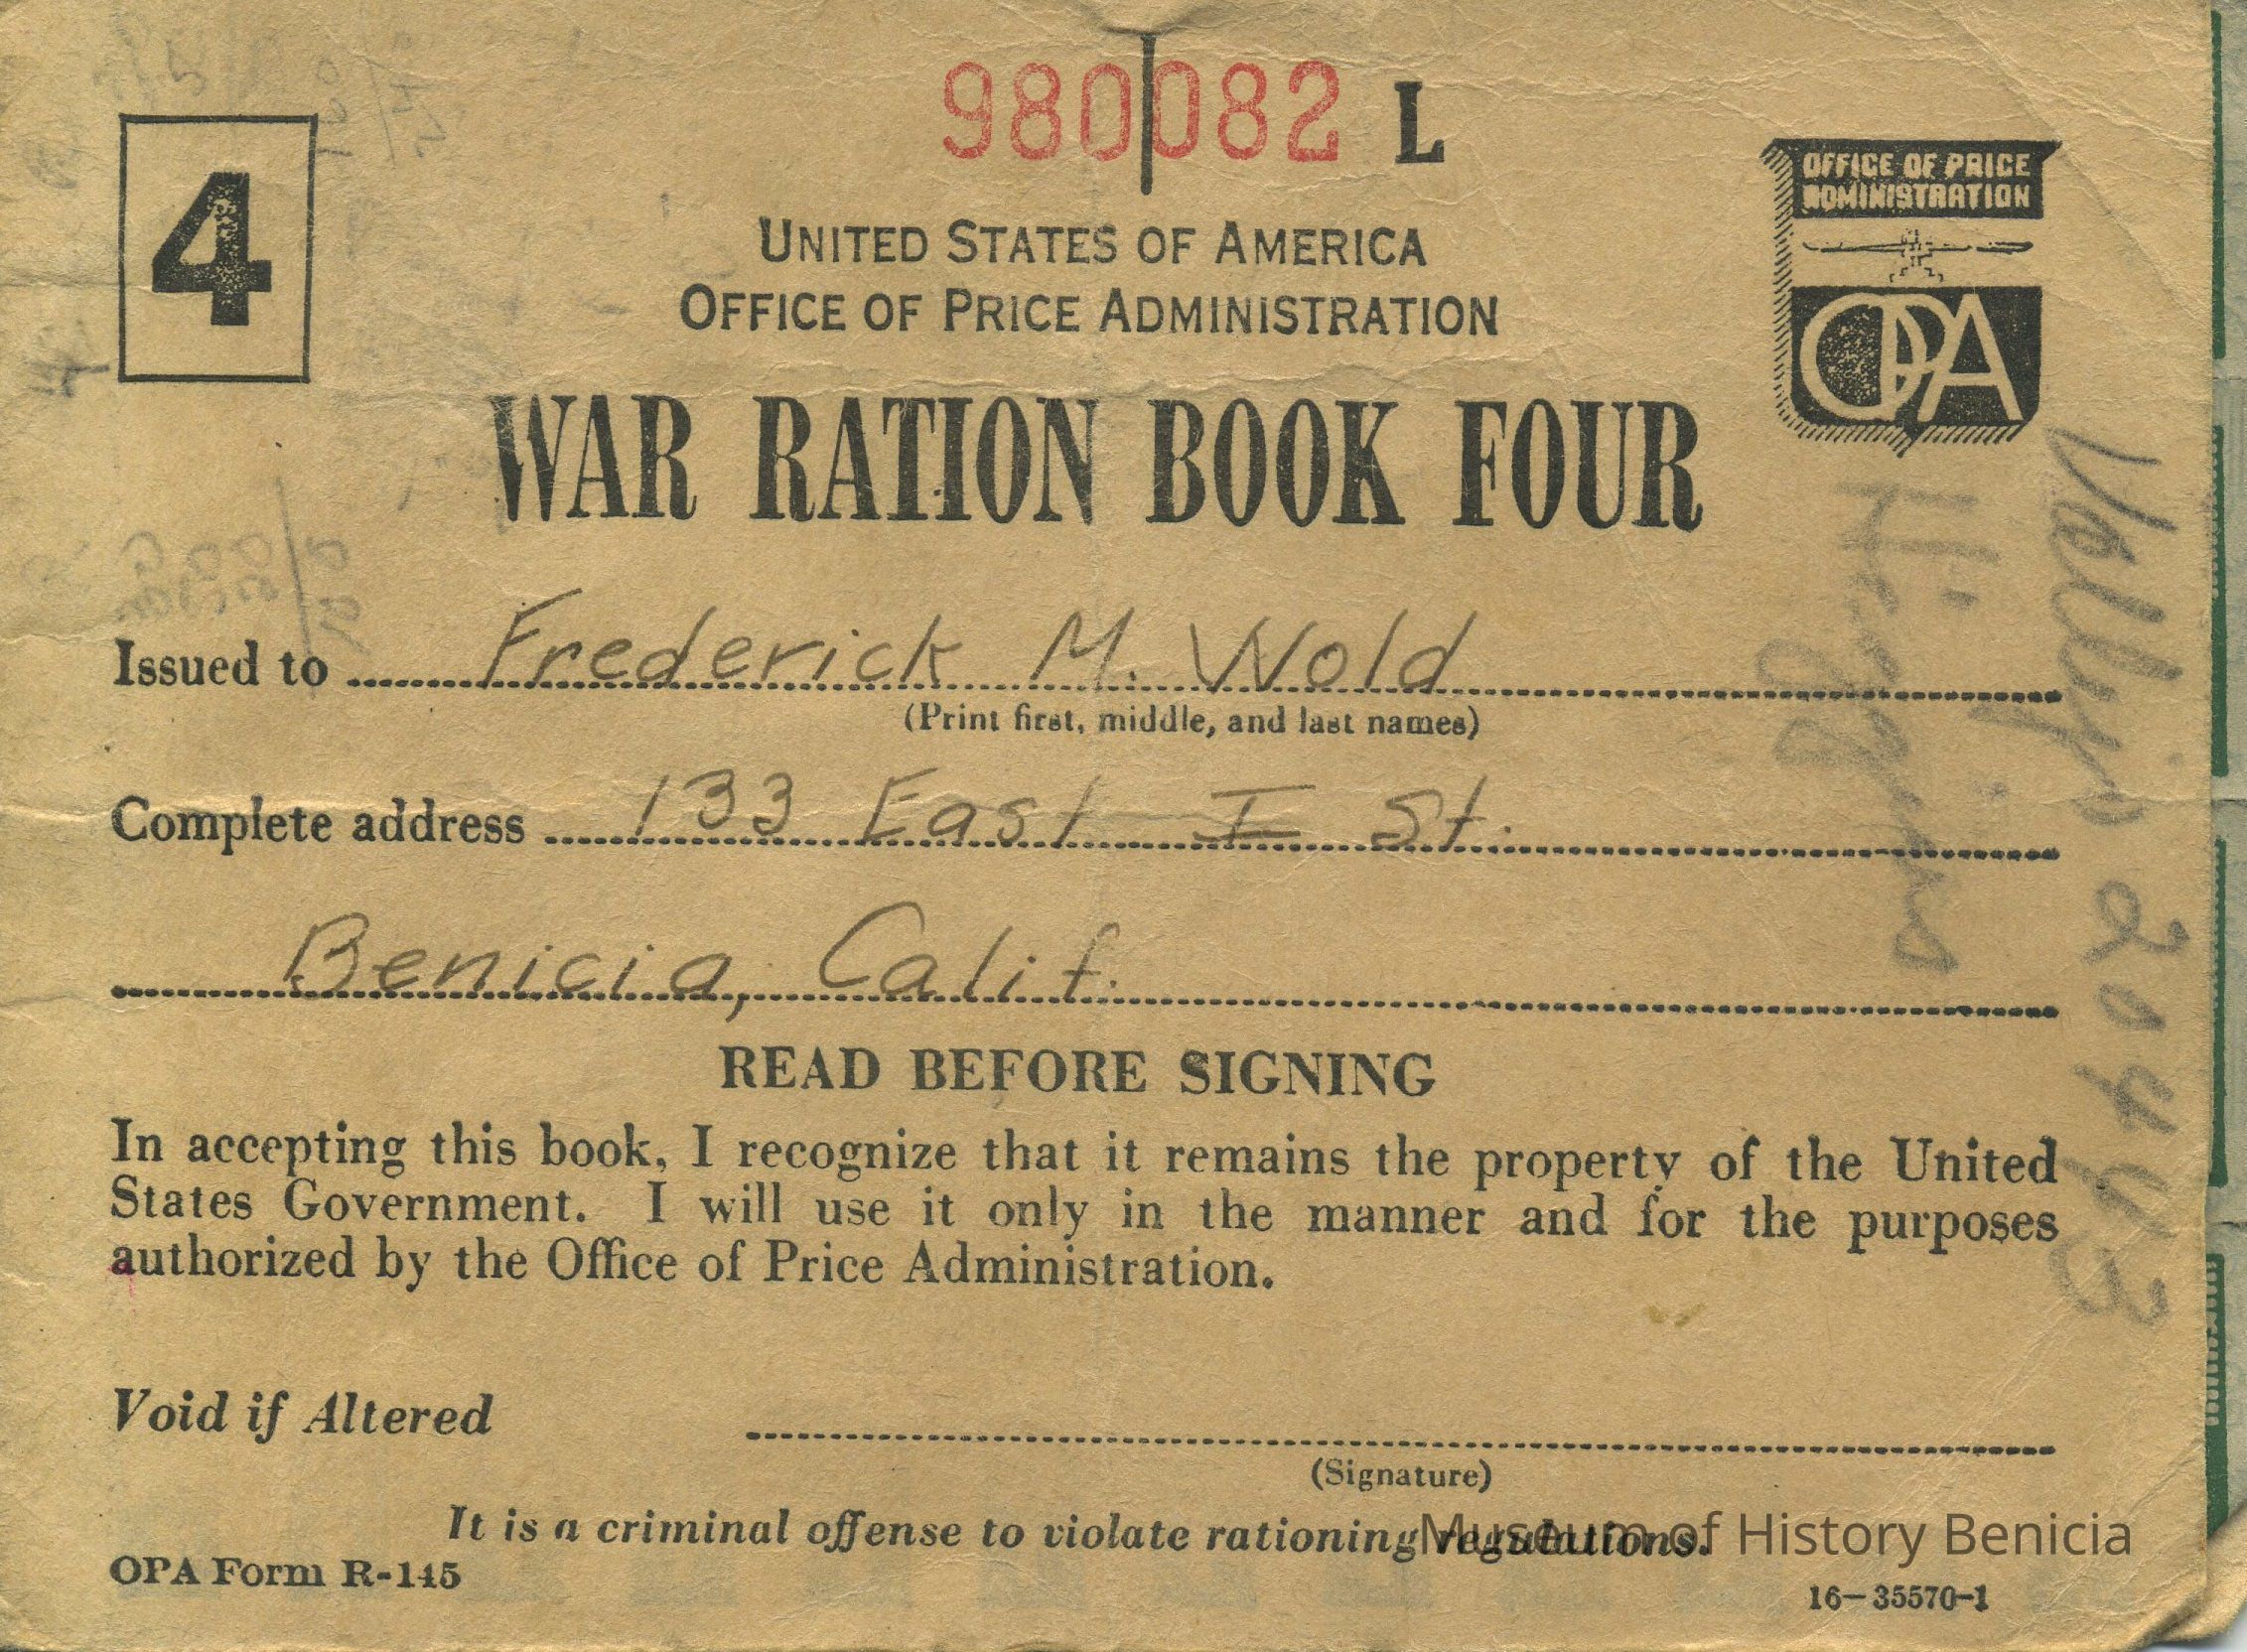 980082 L
4
OFFICE OF PRICE
ADMINISTRATION
OPA
UNITED STATES OF AMERICA
OFFICE OF PRICE ADMINISTRATION
WAR RATION BOOK FOUR
Issued to Frederick M. Wold
(Print first, middle, and last names)
Complete address 133 East I St.
Benicia, Calif.
READ BEFORE SIGNING
In accepting this book, I recognize that it remains the property of the United
States Government. I will use it only in the manner and for the purposes
authorized by the Office of Price Administration.
Void if Altered
(Signature)
It is a criminal offense to violate rationing regulations.
OPA Form R-145
16-35570-1
Museum of History Benicia
Higgins